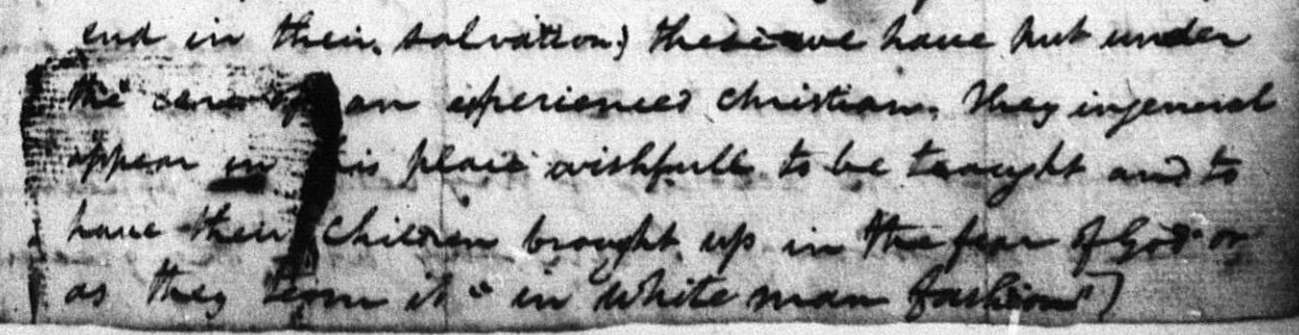 end in their salvation) these we have put under
the care of an experienced christian. They ingeneral
appear in this place wishfull to be taught and to
have their Children brought up in the fear of God or
as they term it "in white man fashion")